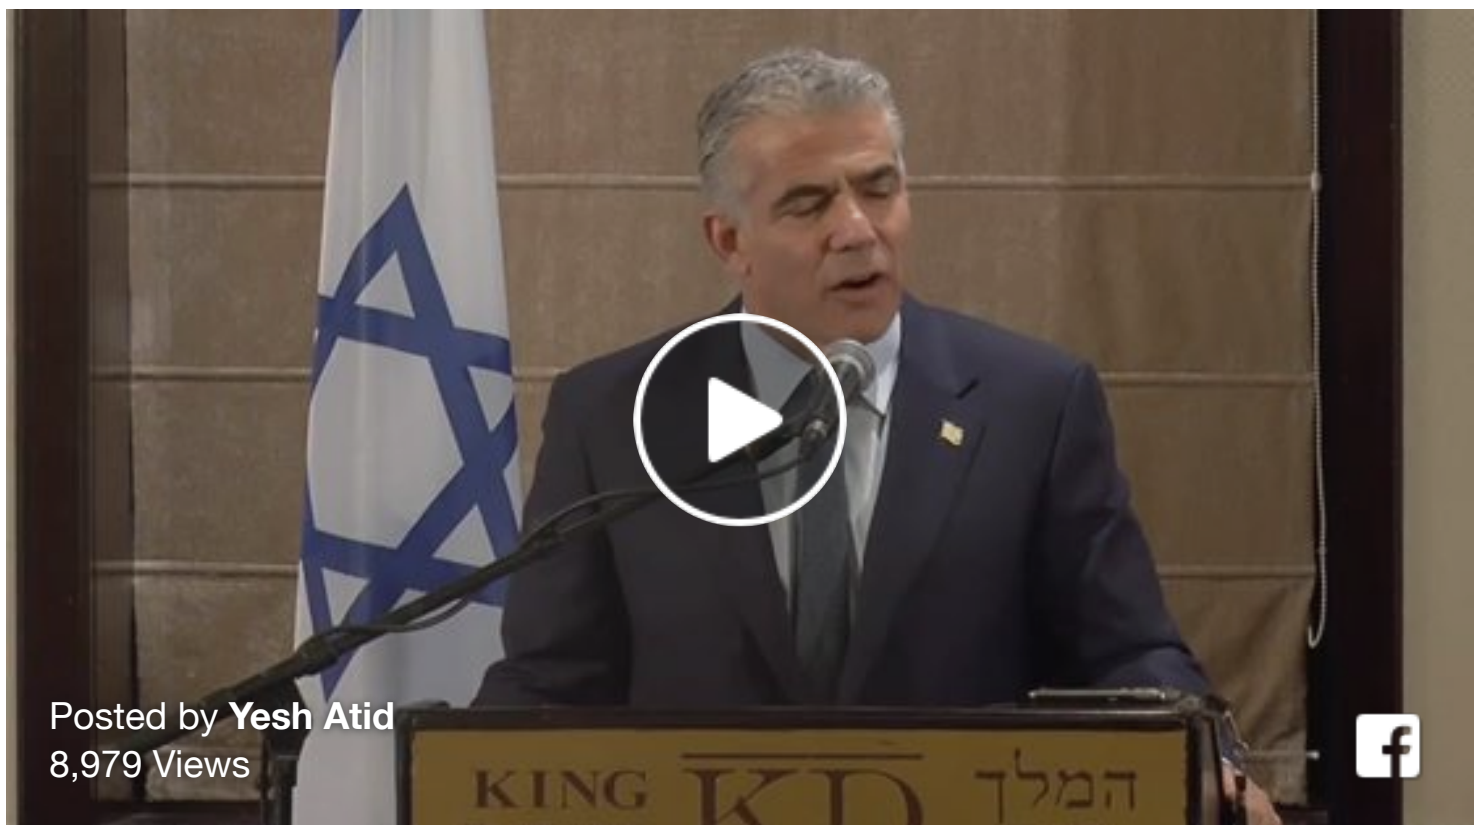 Posted by Yesh Atid
8,979 Views
KING KD המלך